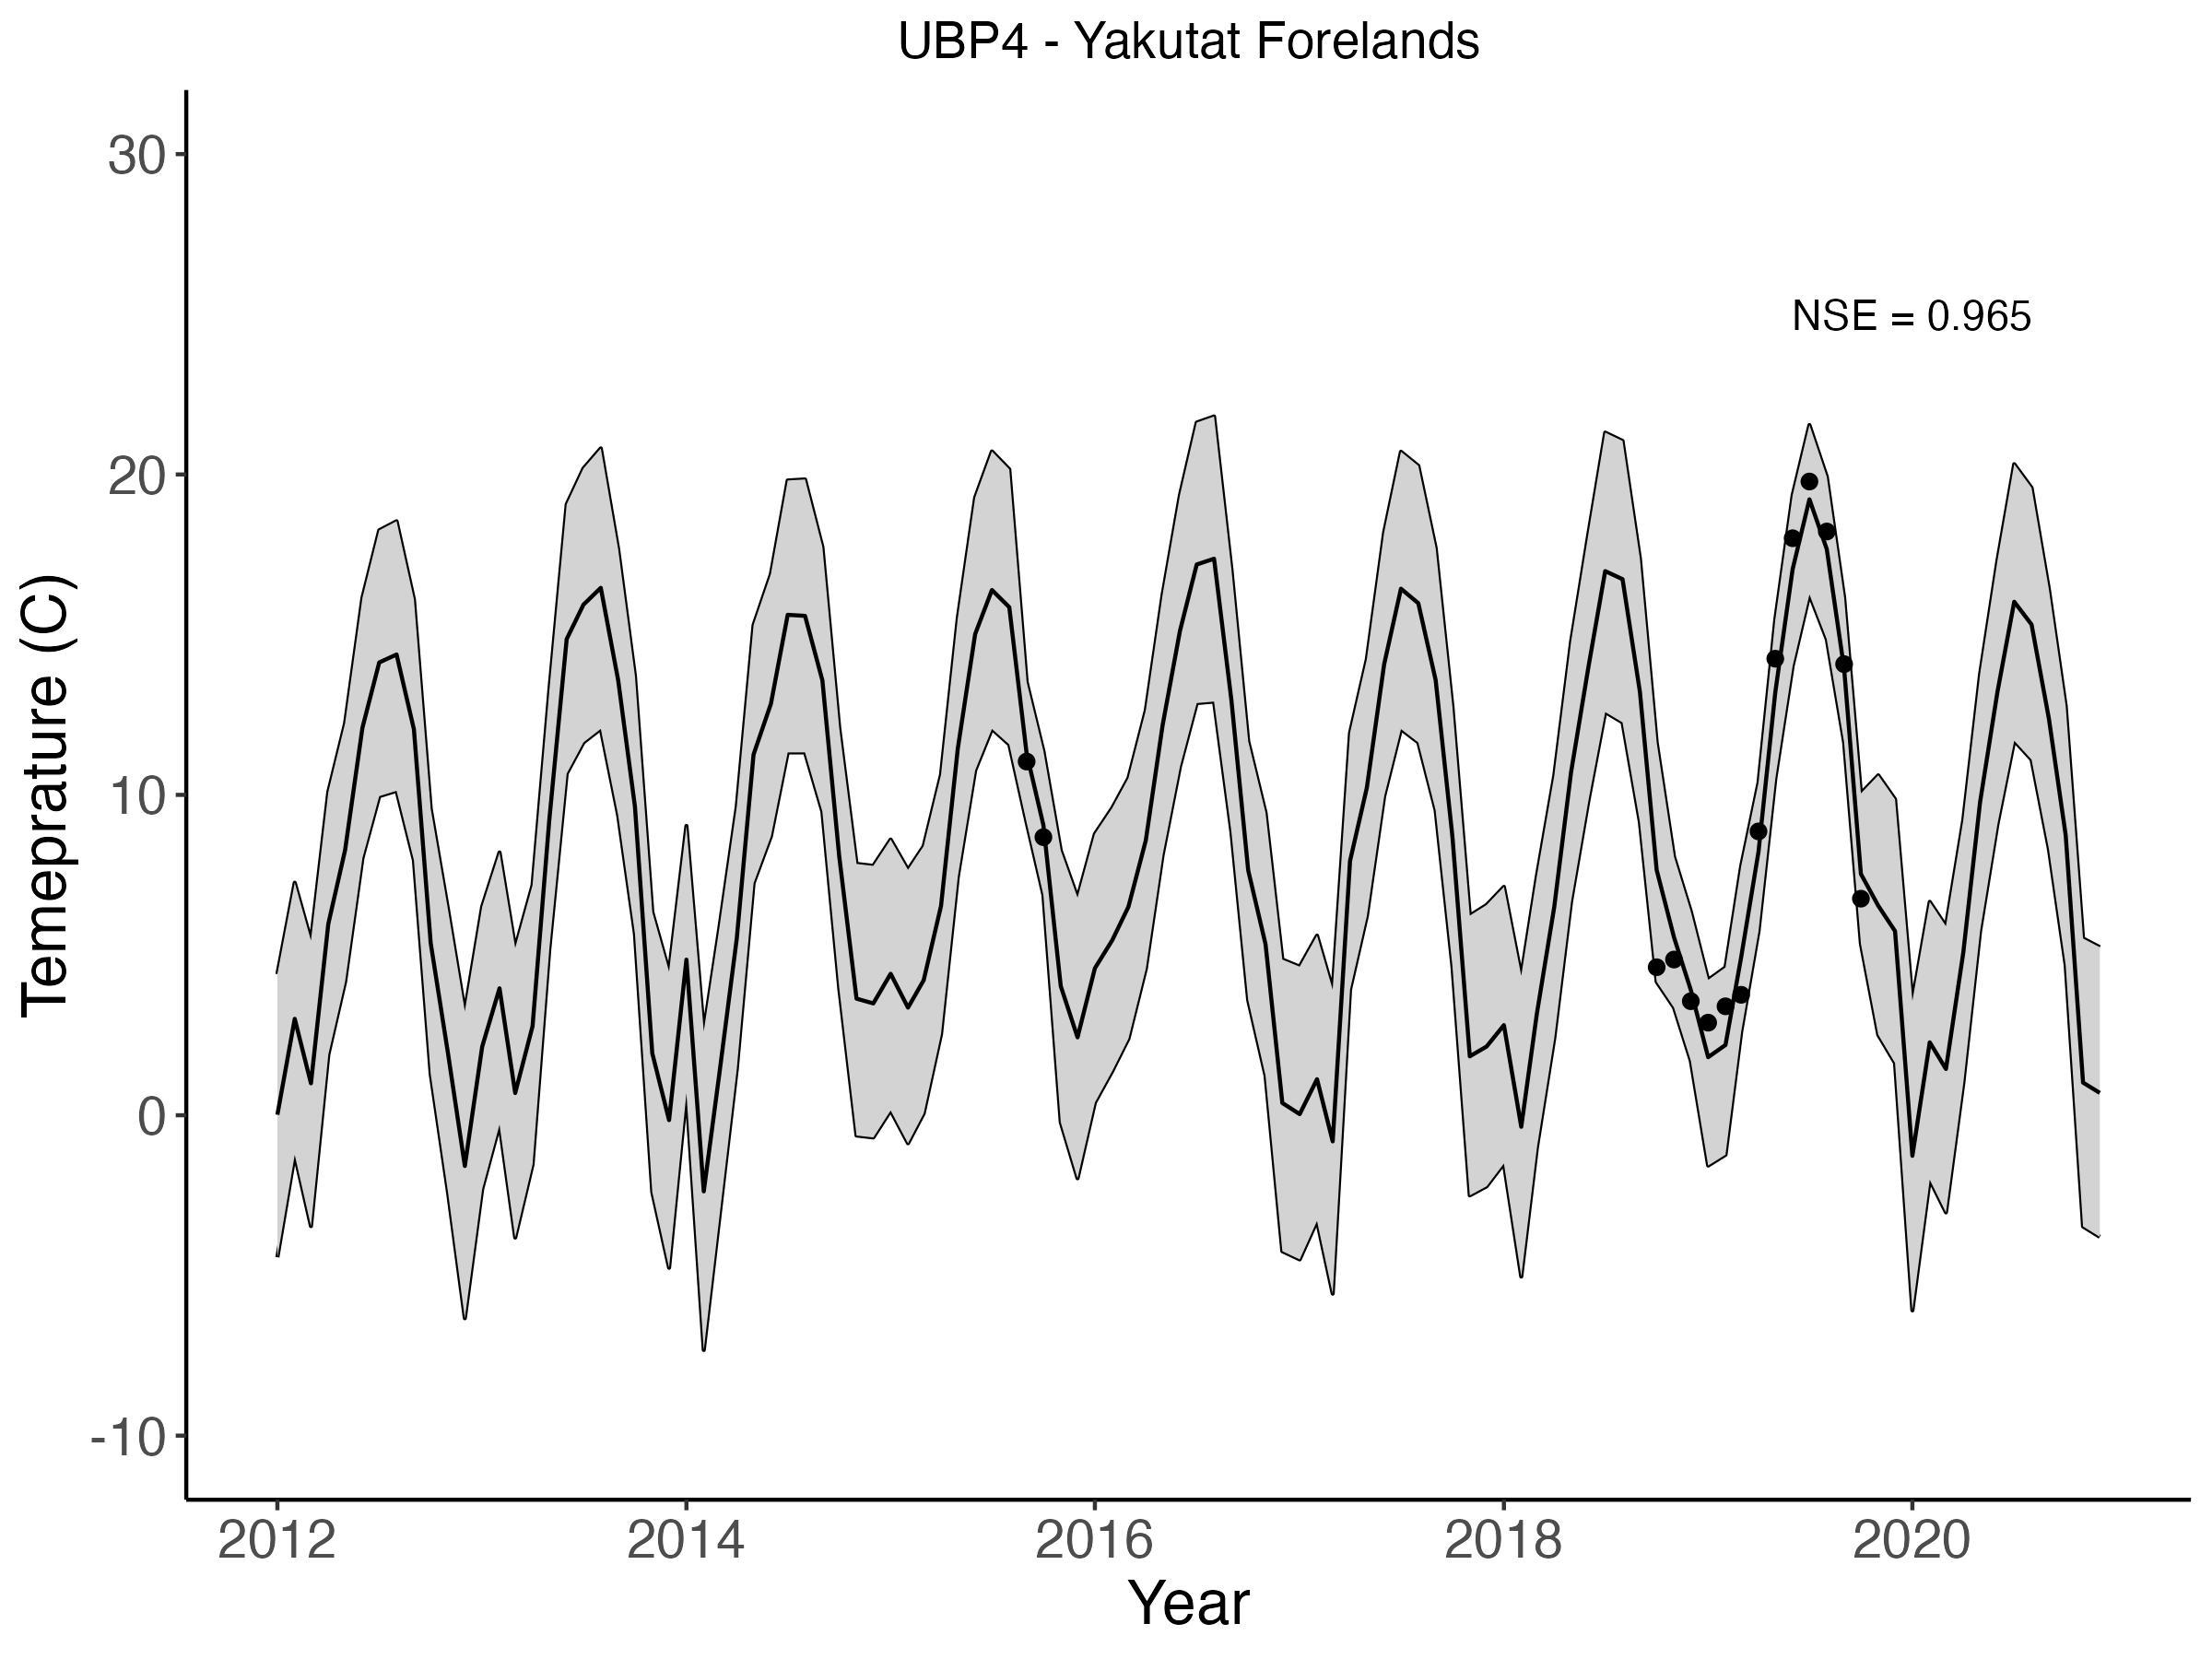 UBP4 - Yakutat Forelands
30
20
10
0
-10
Temeprature (C)
NSE = 0.965
2012
2014
2016
2018
2020
Year